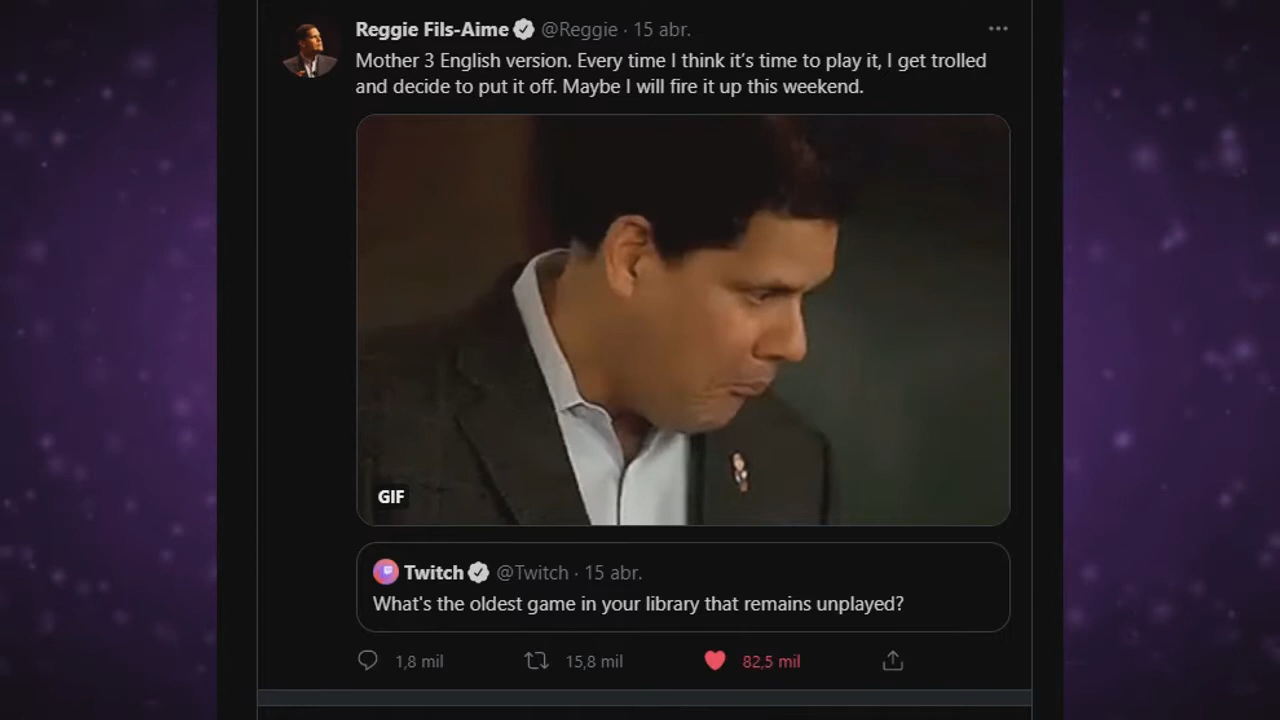 Reggie Fils-Aime @Reggie · 15 abr.
Mother 3 English version. Every time I think it's time to play it, I get trolled
and decide to put it off. Maybe I will fire it up this weekend.
GIF
Twitch @Twitch · 15 abr.
What's the oldest game in your library that remains unplayed?
1,8 mil 15,8 mil 82,5 mil